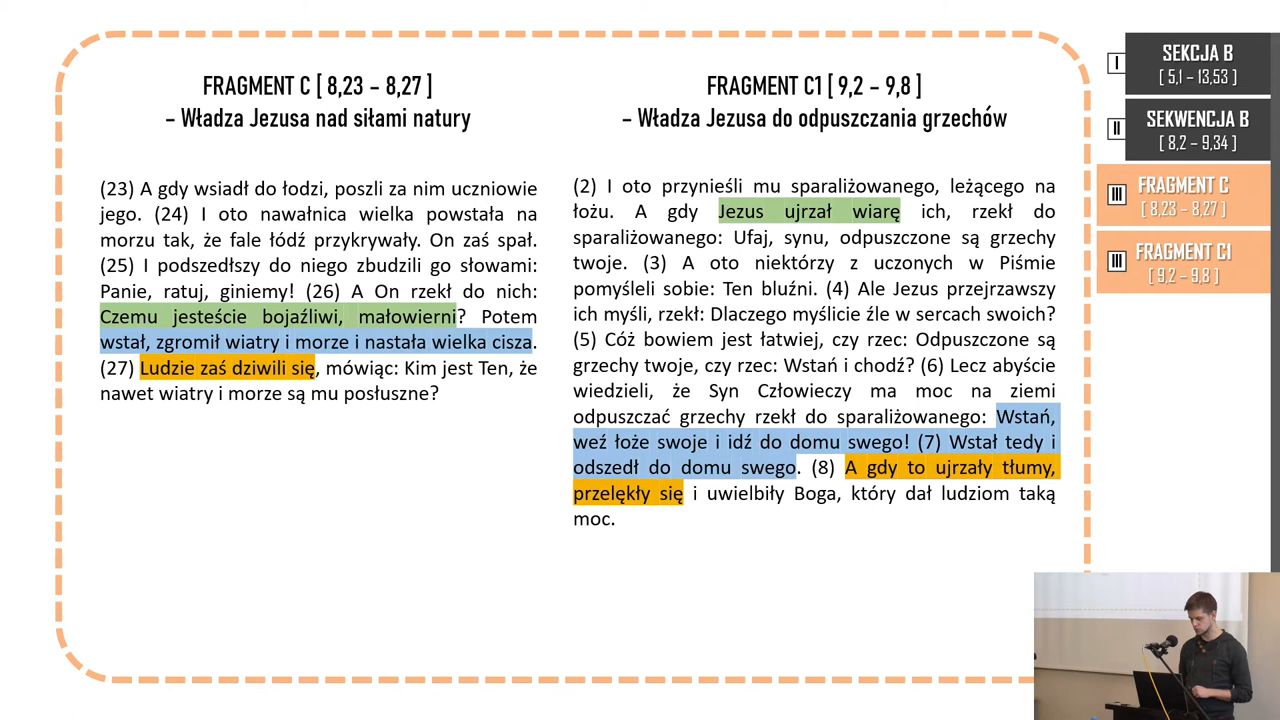 FRAGMENT C [ 8,23 – 8,27 ]
– Władza Jezusa nad siłami natury
(23) A gdy wsiadł do łodzi, poszli za nim uczniowie
jego. (24) I oto nawałnica wielka powstała na
morzu tak, że fale łódź przykrywały. On zaś spał.
(25) I podszedłszy do niego zbudzili go słowami:
Panie, ratuj, giniemy! (26) A On rzekł do nich:
Czemu jesteście bojaźliwi, małowierni? Potem
wstał, zgromił wiatry i morze i nastała wielka cisza.
(27) Ludzie zaś dziwili się, mówiąc: Kim jest Ten, że
nawet wiatry i morze są mu posłuszne?
FRAGMENT C1 [ 9,2 – 9,8 ]
– Władza Jezusa do odpuszczania grzechów
(2) I oto przynieśli mu sparaliżowanego, leżącego na
łożu. A gdy Jezus ujrzał wiarę ich, rzekł do
sparaliżowanego: Ufaj, synu, odpuszczone są grzechy
twoje. (3) A oto niektórzy z uczonych w Piśmie
pomyśleli sobie: Ten bluźni. (4) Ale Jezus przejrzawszy
ich myśli, rzekł: Dlaczego myślicie źle w sercach swoich?
(5) Cóż bowiem jest łatwiej, czy rzec: Odpuszczone są
grzechy twoje, czy rzec: Wstań i chodź? (6) Lecz abyście
wiedzieli, że Syn Człowieczy ma moc na ziemi
odpuszczać grzechy rzekł do sparaliżowanego: Wstań,
weź łoże swoje i idź do domu swego! (7) Wstał tedy i
odszedł do domu swego. (8) A gdy to ujrzały tłumy,
przelękły się i uwielbiły Boga, który dał ludziom taką
moc.
I
SEKCJA B
[ 5,1 – 13,53 ]
II
SEKWENCJA B
[ 8,2 – 9,34 ]
III
FRAGMENT C
[ 8,23 – 8,27 ]
III
FRAGMENT C1
[ 9,2 – 9,8 ]